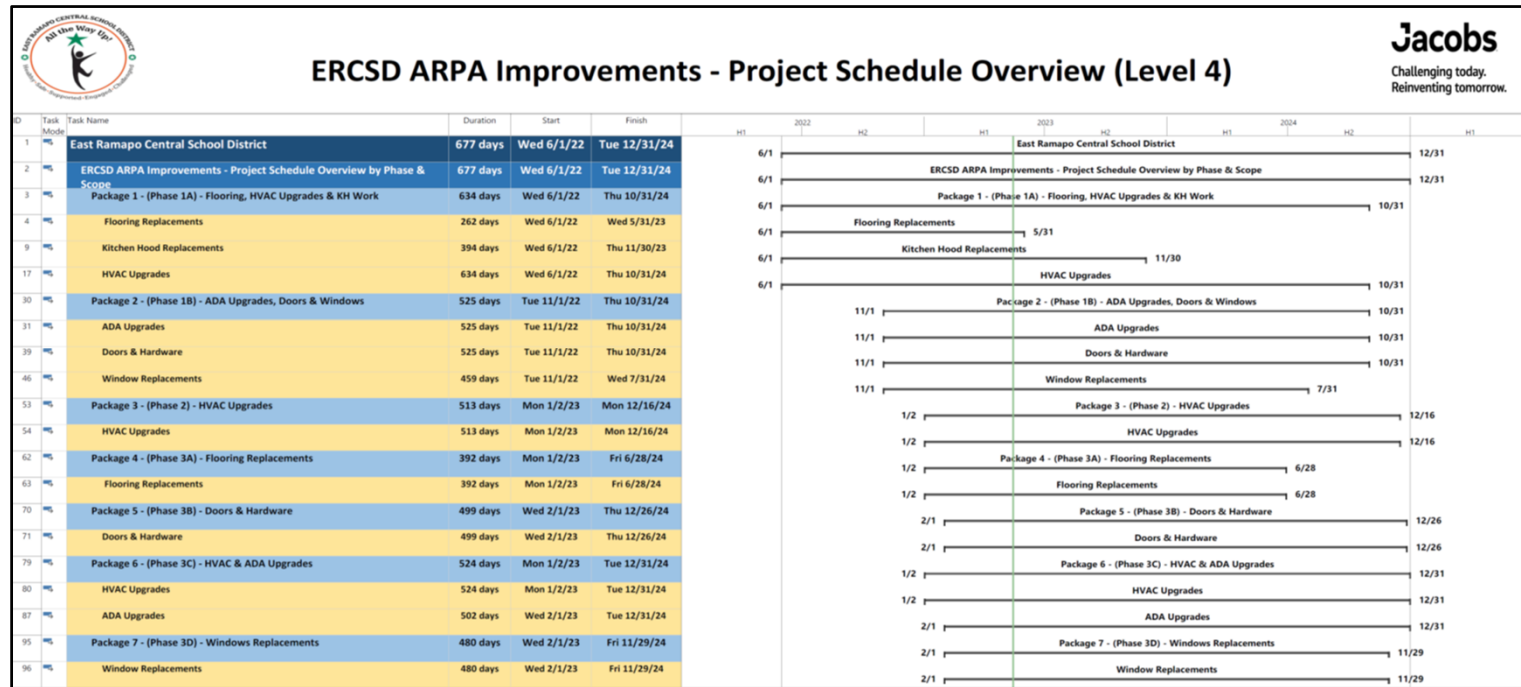 EAST RAMAPO CENTRAL SCHOOL DISTRICT
All the Way Up!
Safe - Supported - Engaged - Challenged
ERCSD ARPA Improvements - Project Schedule Overview (Level 4)
Jacobs
Challenging today.
Reinventing tomorrow.
ID Task Mode Task Name Duration Start Finish 2022 2023 2024
H1 H2 H1 H2 H1 H2 H1
1 East Ramapo Central School District 677 days Wed 6/1/22 Tue 12/31/24 6/1 East Ramapo Central School District 12/31
2 ERCSD ARPA Improvements - Project Schedule Overview by Phase & Scope 677 days Wed 6/1/22 Tue 12/31/24 6/1 ERCSD ARPA Improvements - Project Schedule Overview by Phase & Scope 12/31
3 Package 1 - (Phase 1A) - Flooring, HVAC Upgrades & KH Work 634 days Wed 6/1/22 Thu 10/31/24 6/1 Package 1 - (Phase 1A) - Flooring, HVAC Upgrades & KH Work 10/31
4 Flooring Replacements 262 days Wed 6/1/22 Wed 5/31/23 6/1 Flooring Replacements 5/31
9 Kitchen Hood Replacements 394 days Wed 6/1/22 Thu 11/30/23 6/1 Kitchen Hood Replacements 11/30
17 HVAC Upgrades 634 days Wed 6/1/22 Thu 10/31/24 6/1 HVAC Upgrades 10/31
30 Package 2 - (Phase 1B) - ADA Upgrades, Doors & Windows 525 days Tue 11/1/22 Thu 10/31/24 11/1 Package 2 - (Phase 1B) - ADA Upgrades, Doors & Windows 10/31
31 ADA Upgrades 525 days Tue 11/1/22 Thu 10/31/24 11/1 ADA Upgrades 10/31
39 Doors & Hardware 525 days Tue 11/1/22 Thu 10/31/24 11/1 Doors & Hardware 10/31
46 Window Replacements 459 days Tue 11/1/22 Wed 7/31/24 11/1 Window Replacements 7/31
53 Package 3 - (Phase 2) - HVAC Upgrades 513 days Mon 1/2/23 Mon 12/16/24 1/2 Package 3 - (Phase 2) - HVAC Upgrades 12/16
54 HVAC Upgrades 513 days Mon 1/2/23 Mon 12/16/24 1/2 HVAC Upgrades 12/16
62 Package 4 - (Phase 3A) - Flooring Replacements 392 days Mon 1/2/23 Fri 6/28/24 1/2 Package 4 - (Phase 3A) - Flooring Replacements 6/28
63 Flooring Replacements 392 days Mon 1/2/23 Fri 6/28/24 1/2 Flooring Replacements 6/28
70 Package 5 - (Phase 3B) - Doors & Hardware 499 days Wed 2/1/23 Thu 12/26/24 2/1 Package 5 - (Phase 3B) - Doors & Hardware 12/26
71 Doors & Hardware 499 days Wed 2/1/23 Thu 12/26/24 2/1 Doors & Hardware 12/26
79 Package 6 - (Phase 3C) - HVAC & ADA Upgrades 524 days Mon 1/2/23 Tue 12/31/24 1/2 Package 6 - (Phase 3C) - HVAC & ADA Upgrades 12/31
80 HVAC Upgrades 524 days Mon 1/2/23 Tue 12/31/24 1/2 HVAC Upgrades 12/31
87 ADA Upgrades 502 days Wed 2/1/23 Tue 12/31/24 2/1 ADA Upgrades 12/31
95 Package 7 - (Phase 3D) - Windows Replacements 480 days Wed 2/1/23 Fri 11/29/24 2/1 Package 7 - (Phase 3D) - Windows Replacements 11/29
96 Window Replacements 480 days Wed 2/1/23 Fri 11/29/24 2/1 Window Replacements 11/29